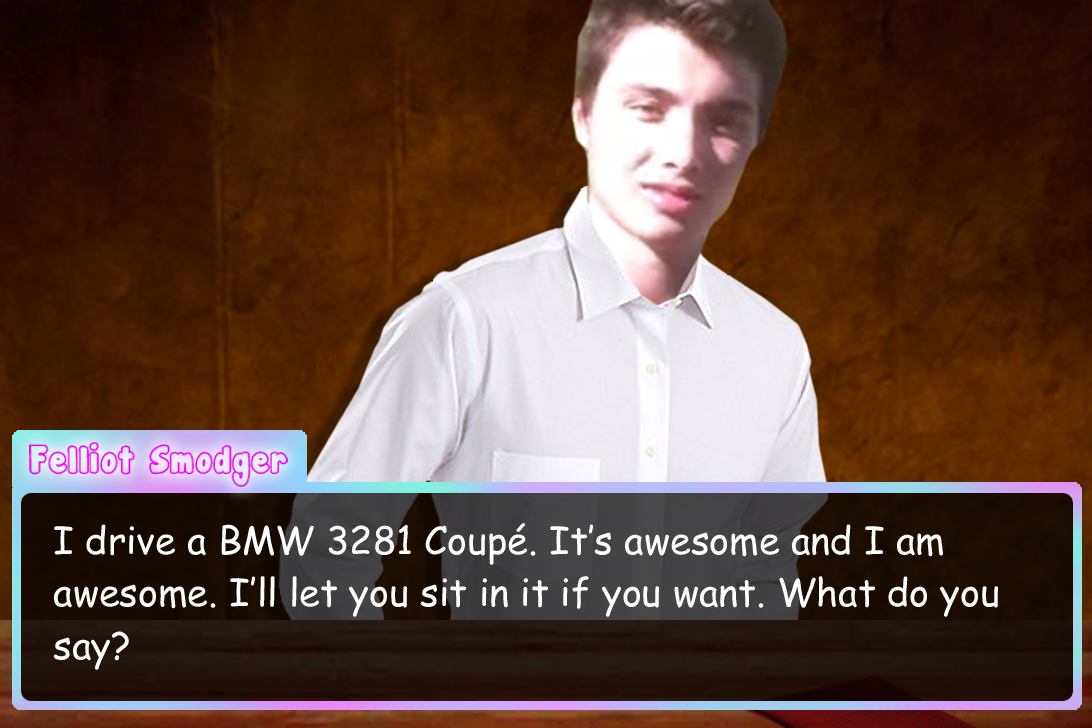 Felliot Smodger
I drive a BMW 3281 Coupé. It's awesome and I am
awesome. I'll let you sit in it if you want. What do you
say?